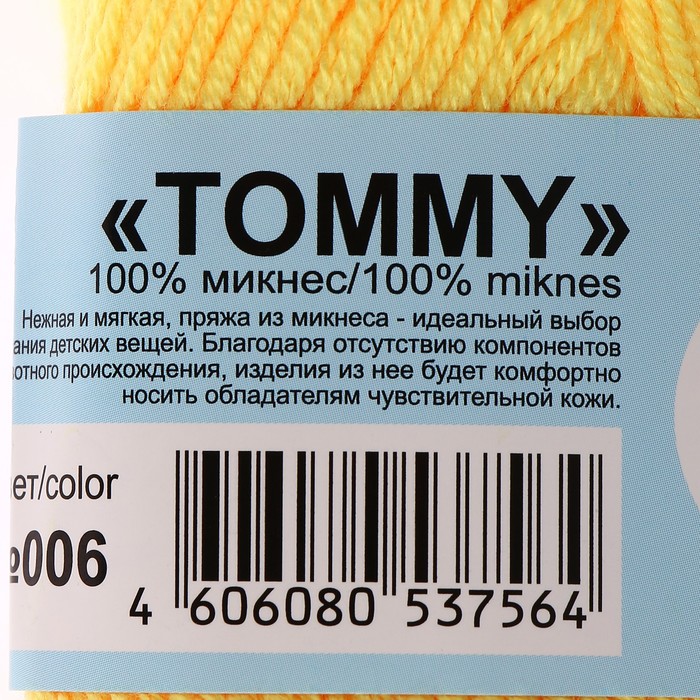 «TOMMY»
100% микнес/100% miknes
Нежная и мягкая, пряжа из микнеса - идеальный выбор
ания детских вещей. Благодаря отсутствию компонентов
отного происхождения, изделия из нее будет комфортно
носить обладателям чувствительной кожи.
ет/color
№006
4 606080 537564